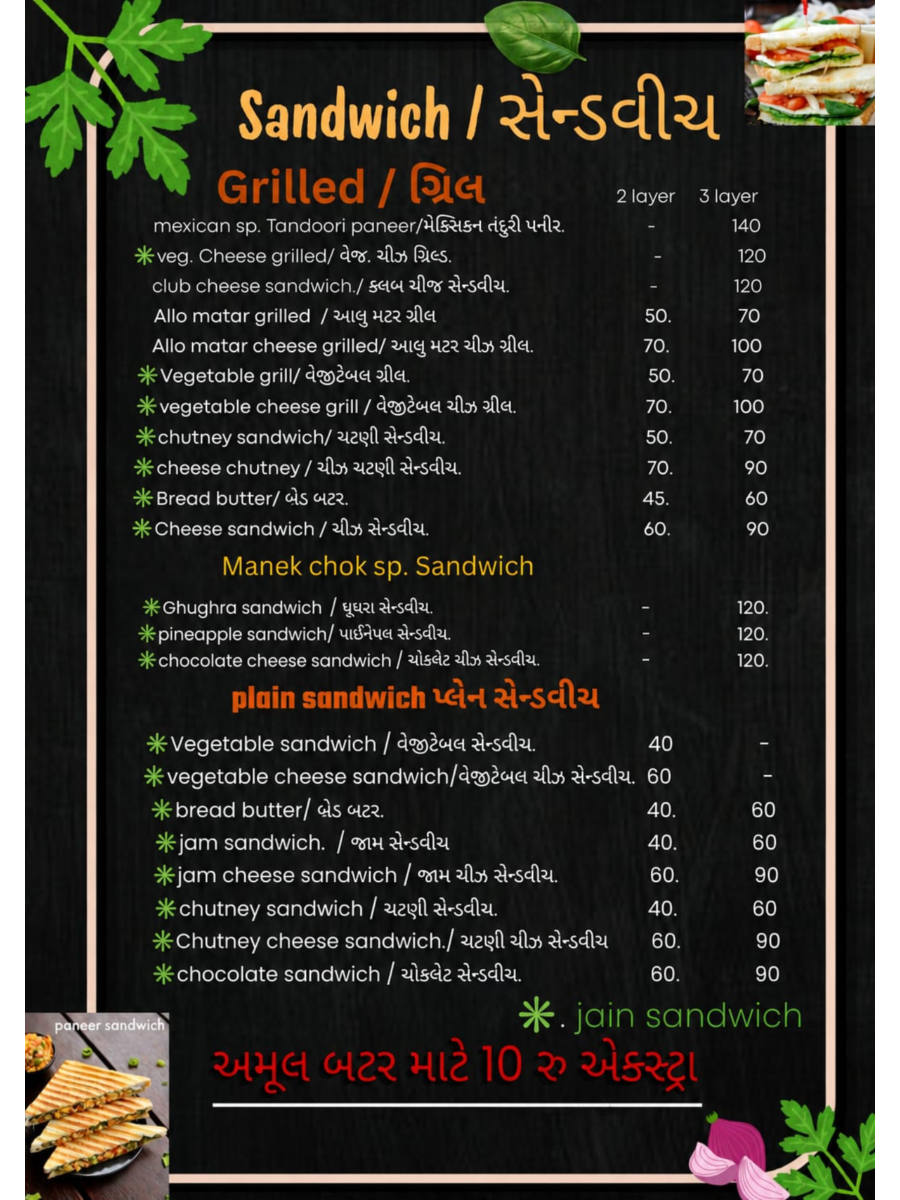 Sandwich / સેન્ડવીચ
Grilled / ગ્રિલ 2 layer 3 layer
mexican sp. Tandoori paneer/મેક્સિકન તંદુરી પનીર. - 140
✳veg. Cheese grilled/ વેજ. ચીઝ ગ્રિલ્ડ. - 120
club cheese sandwich./ ક્લબ ચીજ સેન્ડવીચ. - 120
Allo matar grilled / આલુ મટર ગ્રીલ 50. 70
Allo matar cheese grilled/ આલુ મટર ચીઝ ગ્રીલ. 70. 100
✳Vegetable grill/ વેજીટેબલ ગ્રીલ. 50. 70
✳vegetable cheese grill / વેજીટેબલ ચીઝ ગ્રીલ. 70. 100
✳chutney sandwich/ ચટણી સેન્ડવીચ. 50. 70
✳cheese chutney / ચીઝ ચટણી સેન્ડવીચ. 70. 90
✳Bread butter/ બ્રેડ બટર. 45. 60
✳Cheese sandwich / ચીઝ સેન્ડવીચ. 60. 90
Manek chok sp. Sandwich
✳Ghughra sandwich / ઘૂઘરા સેન્ડવીચ. - 120.
✳pineapple sandwich/ પાઈનેપલ સેન્ડવીચ. - 120.
✳chocolate cheese sandwich / ચોકલેટ ચીઝ સેન્ડવીચ. - 120.
plain sandwich પ્લેન સેન્ડવીચ
✳Vegetable sandwich / વેજીટેબલ સેન્ડવીચ. 40 -
✳vegetable cheese sandwich/વેજીટેબલ ચીઝ સેન્ડવીચ. 60 -
✳bread butter/ બ્રેડ બટર. 40. 60
✳jam sandwich. / જામ સેન્ડવીચ 40. 60
✳jam cheese sandwich / જામ ચીઝ સેન્ડવીચ. 60. 90
✳chutney sandwich / ચટણી સેન્ડવીચ. 40. 60
✳Chutney cheese sandwich./ ચટણી ચીઝ સેન્ડવીચ 60. 90
✳chocolate sandwich / ચોકલેટ સેન્ડવીચ. 60. 90
✳. jain sandwich
paneer sandwich
અમૂલ બટર માટે 10 રુ એક્સ્ટ્રા